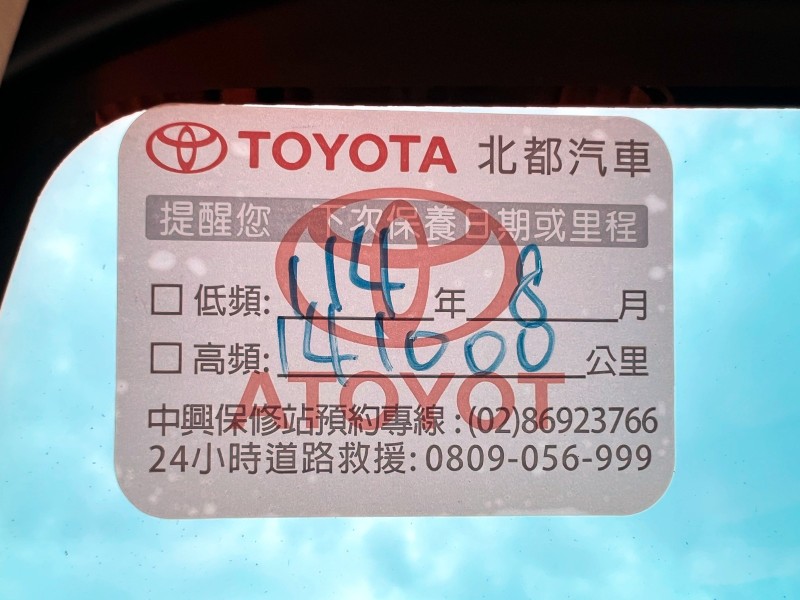 TOYOTA 北都汽車
提醒您 下次保養日期或里程
□ 低頻: 114 年 8 月
□ 高頻: 141000 公里
ATOYOT
中興保修站預約專線:(02)86923766
24小時道路救援:0809-056-999